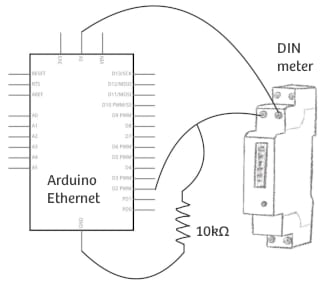 DIN
meter
3V3
5V
VIN
RESET
RTS
AREF
A0
A1
A2
A3
A4
A5
D13/SCK
D12/MISO
D11/MOSI
D10 PWM/SS
D9 PWM
D8
D7
D6 PWM
D5 PWM
D4
D3 PWM
D2 PWM
Arduino
Ethernet
GND
10kΩ